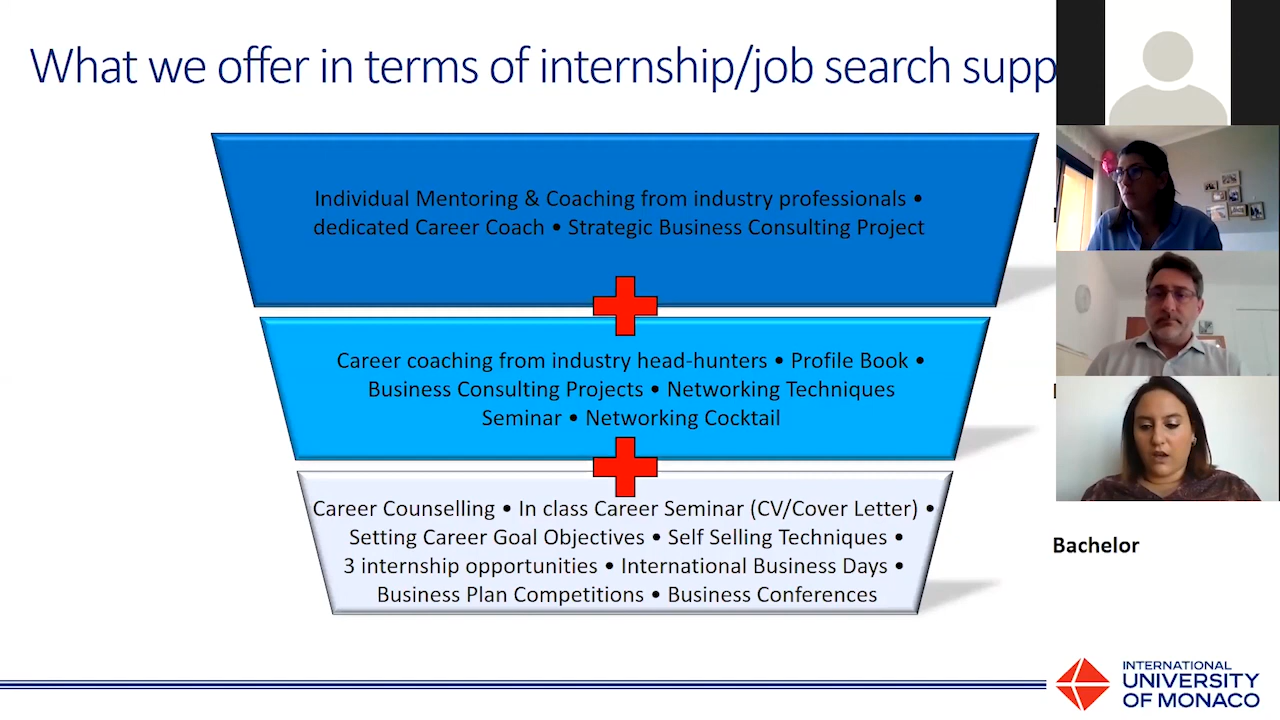 What we offer in terms of internship/job search supp
Individual Mentoring & Coaching from industry professionals •
dedicated Career Coach • Strategic Business Consulting Project
Career coaching from industry head-hunters • Profile Book •
Business Consulting Projects • Networking Techniques
Seminar • Networking Cocktail
Career Counselling • In class Career Seminar (CV/Cover Letter) •
Setting Career Goal Objectives • Self Selling Techniques •
3 internship opportunities • International Business Days •
Business Plan Competitions • Business Conferences
Bachelor
INTERNATIONAL
UNIVERSITY
OF MONACO